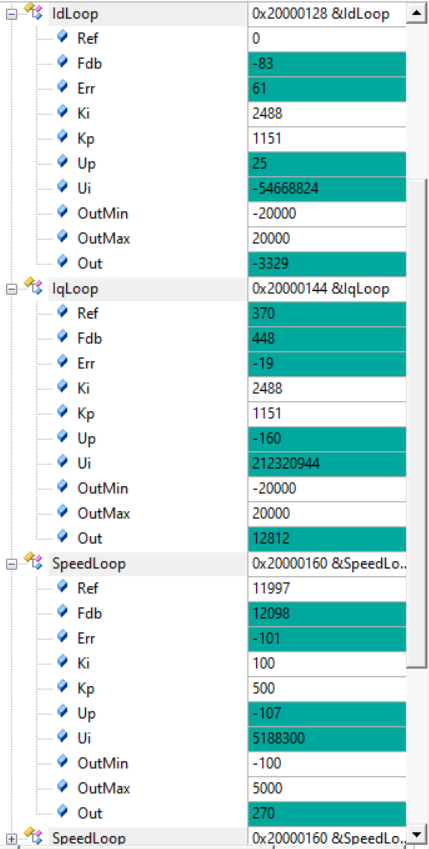 IdLoop 0x20000128 &IdLoop
Ref 0
Fdb -83
Err 61
Ki 2488
Kp 1151
Up 25
Ui -54668824
OutMin -20000
OutMax 20000
Out -3329
IqLoop 0x20000144 &IqLoop
Ref 370
Fdb 448
Err -19
Ki 2488
Kp 1151
Up -160
Ui 212320944
OutMin -20000
OutMax 20000
Out 12812
SpeedLoop 0x20000160 &SpeedLo..
Ref 11997
Fdb 12098
Err -101
Ki 100
Kp 500
Up -107
Ui 5188300
OutMin -100
OutMax 5000
Out 270
SpeedLoop 0x20000160 &SpeedLo..